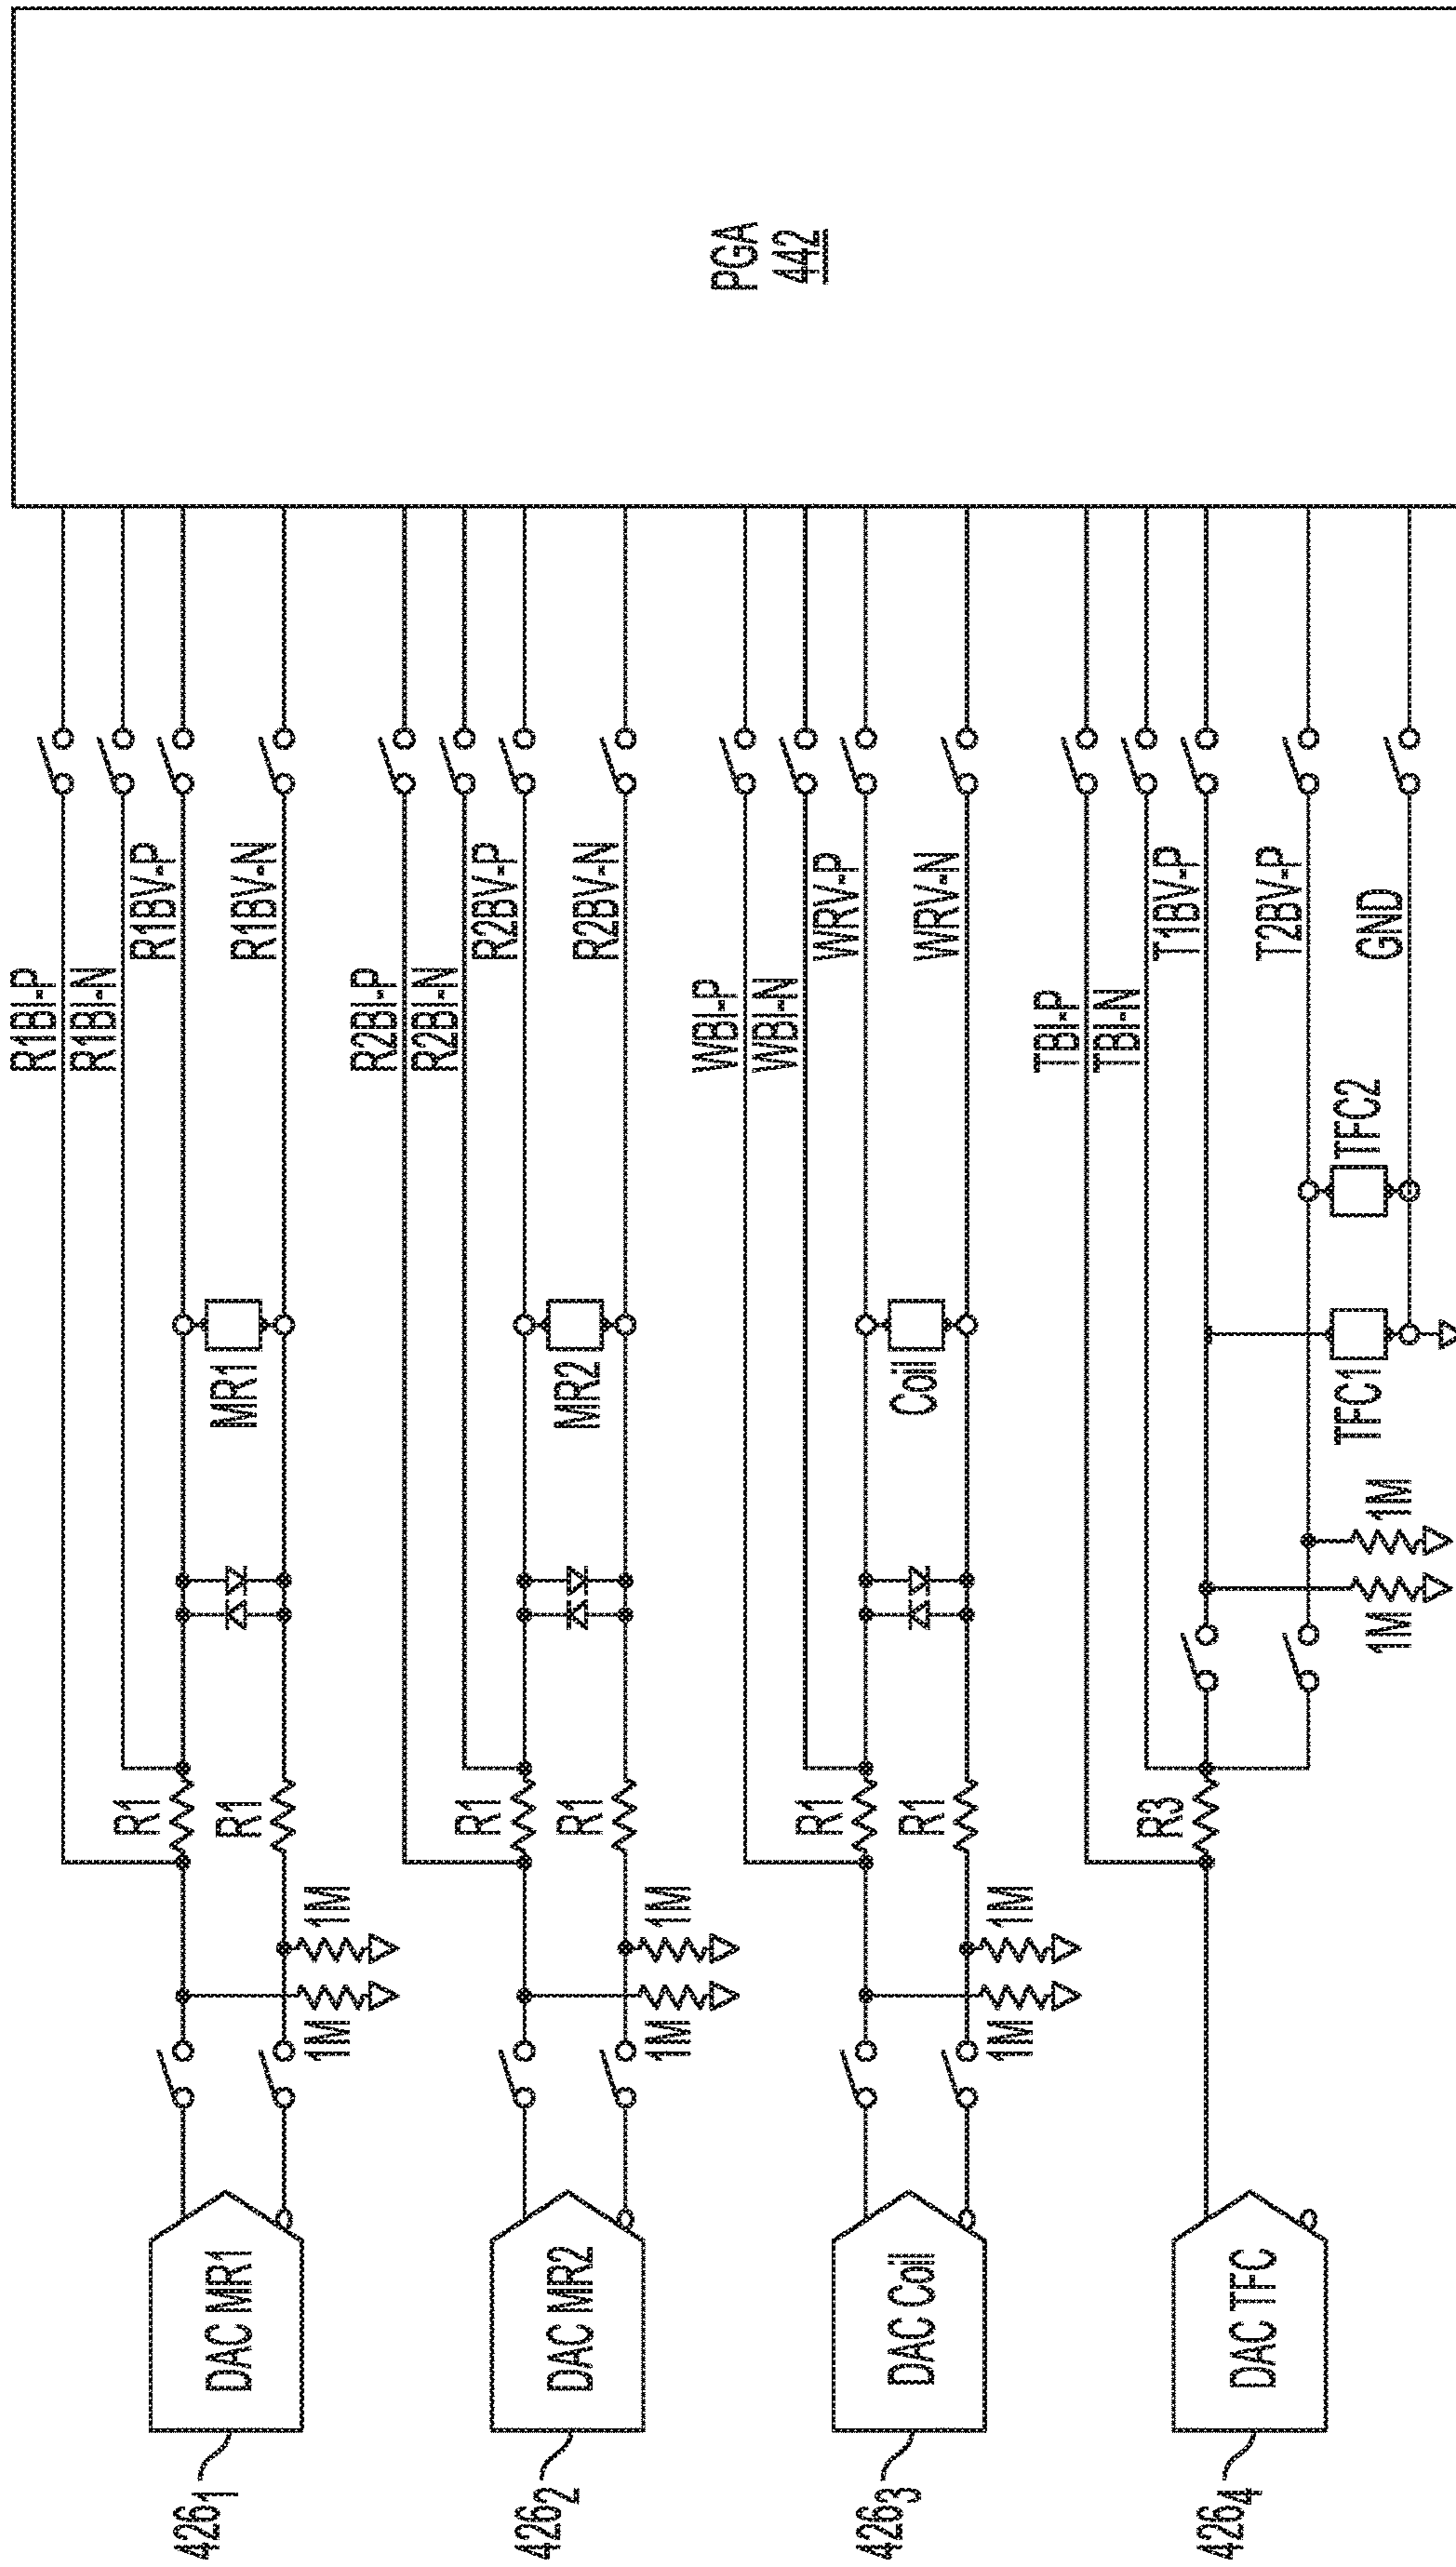 PGA
442
R1BI-P
R1BI-N
R1BV-P
R1BV-N
R1
R1
1M
1M
MR1
DAC MR1
426₁
R2BI-P
R2BI-N
R2BV-P
R2BV-N
R1
R1
1M
1M
MR2
DAC MR2
426₂
WBI-P
WBI-N
WRV-P
WRV-N
R1
R1
1M
1M
Coil
DAC Coil
426₃
TBI-P
TBI-N
T1BV-P
T2BV-P
GND
R3
1M
1M
TFC1
TFC2
DAC TFC
426₄